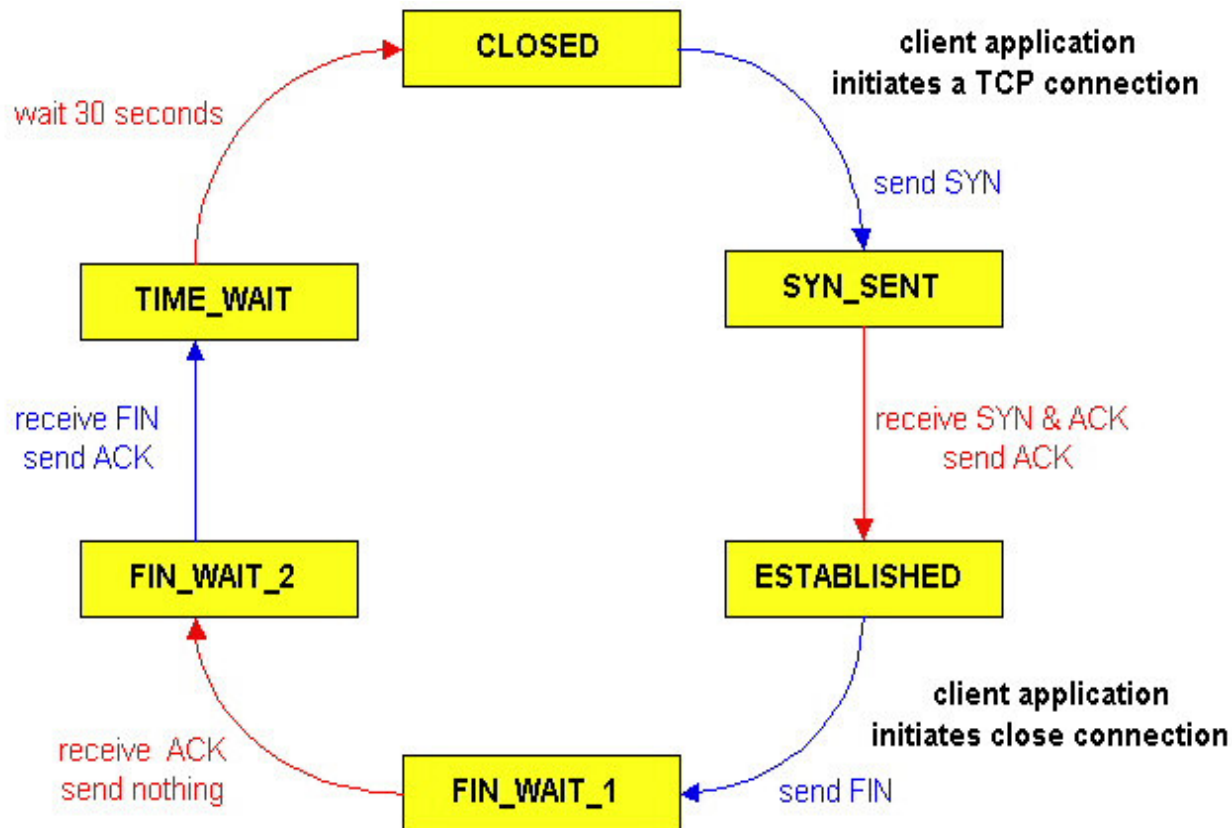 CLOSED
client application
initiates a TCP connection
wait 30 seconds
send SYN
TIME_WAIT
SYN_SENT
receive FIN
send ACK
receive SYN & ACK
send ACK
FIN_WAIT_2
ESTABLISHED
client application
initiates close connection
receive ACK
send nothing
FIN_WAIT_1
send FIN